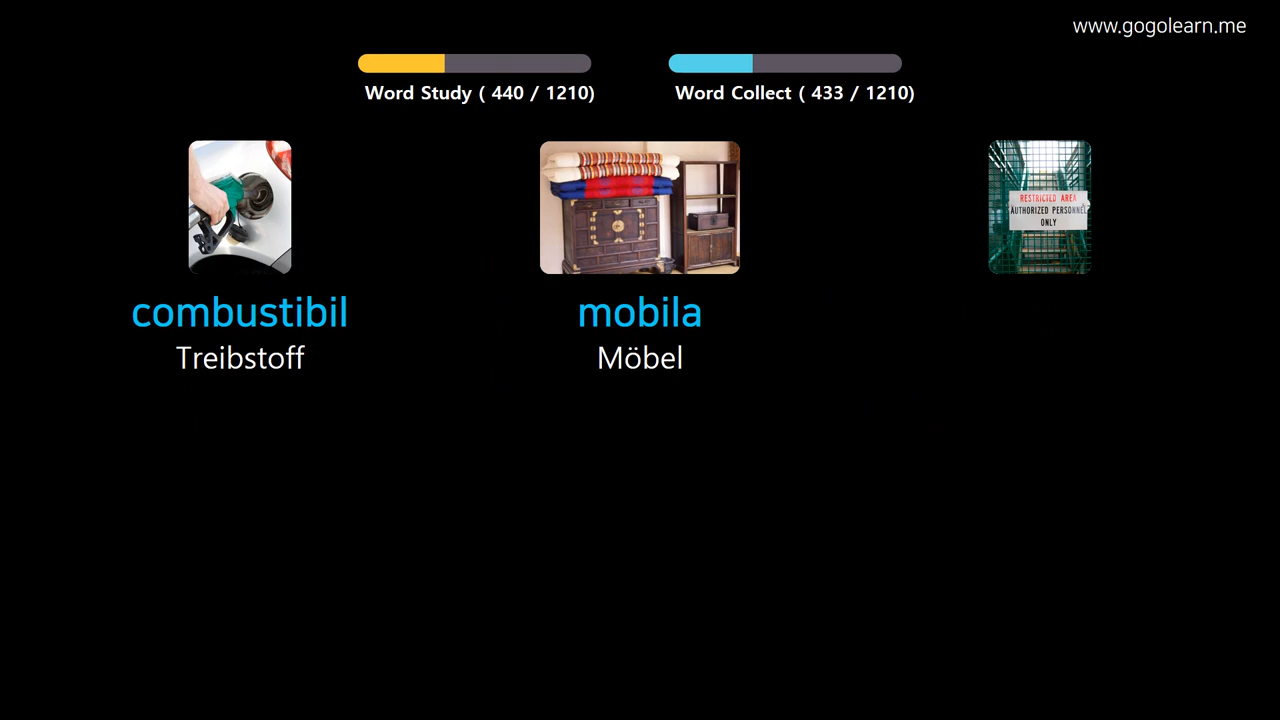 www.gogolearn.me
Word Study ( 440 / 1210)
Word Collect ( 433 / 1210)
RESTRICTED AREA
AUTHORIZED PERSONNEL
ONLY
combustibil
mobila
Treibstoff
Möbel